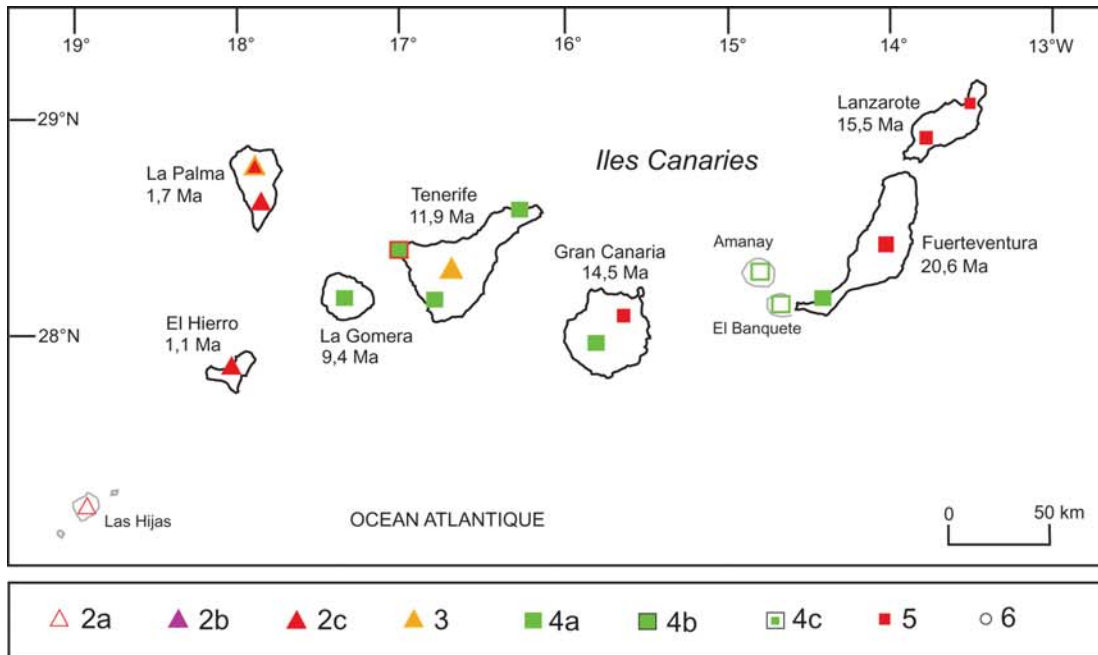 19° 18° 17° 16° 15° 14° 13°W
29°N
28°N
Lanzarote
15,5 Ma
Iles Canaries
La Palma
1,7 Ma
Tenerife
11,9 Ma
Gran Canaria
14,5 Ma
Amanay
Fuerteventura
20,6 Ma
El Banquete
El Hierro
1,1 Ma
La Gomera
9,4 Ma
Las Hijas
OCEAN ATLANTIQUE
0 50 km
2a 2b 2c 3 4a 4b 4c 5 6